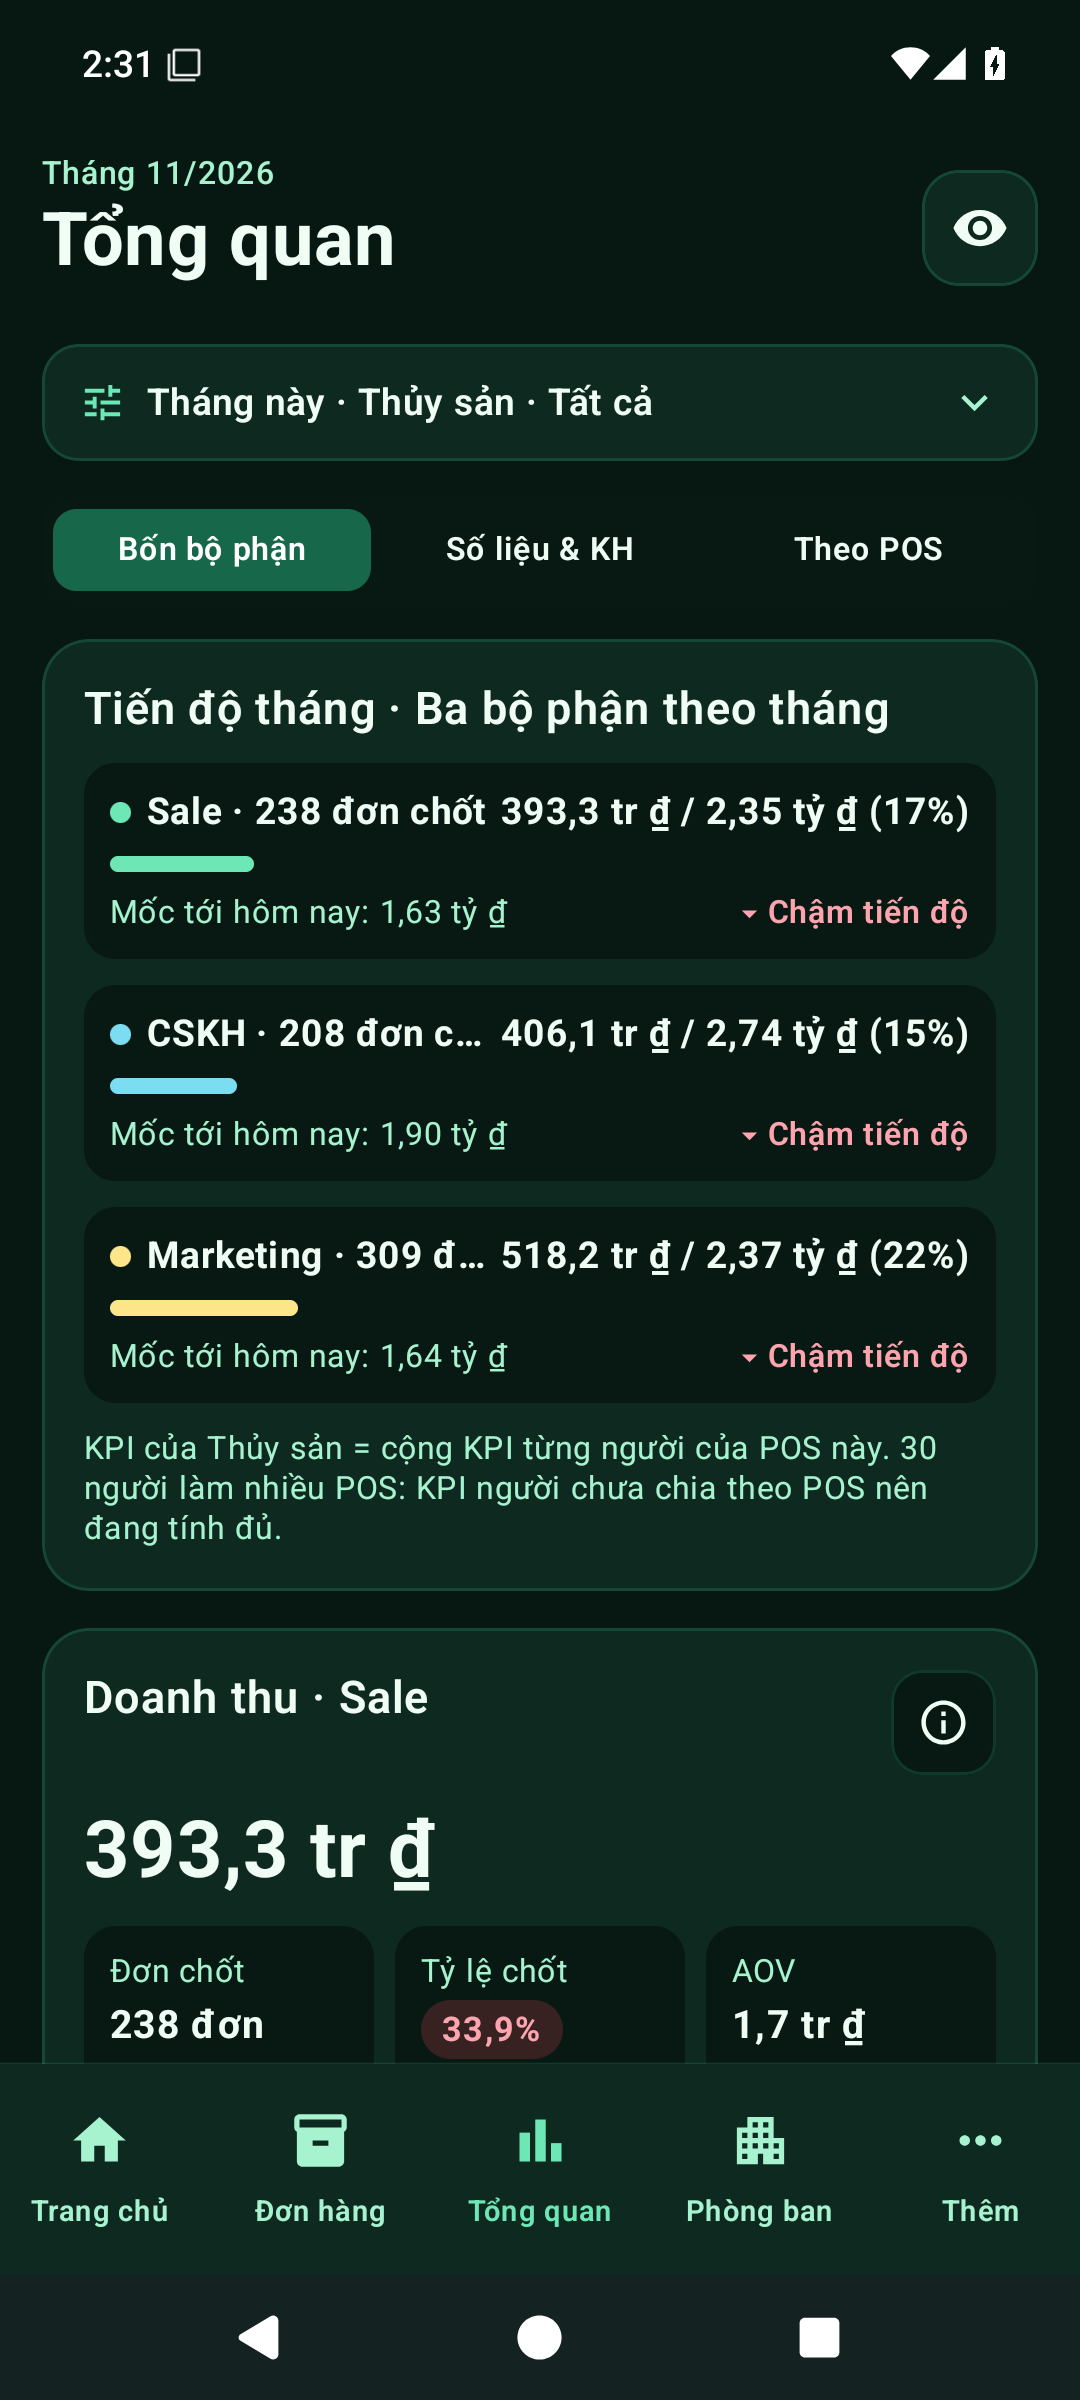 2:31
Tháng 11/2026
Tổng quan
Tháng này · Thủy sản · Tất cả
Bốn bộ phận
Số liệu & KH
Theo POS
Tiến độ tháng · Ba bộ phận theo tháng
Sale · 238 đơn chốt 393,3 tr ₫ / 2,35 tỷ ₫ (17%)
Mốc tới hôm nay: 1,63 tỷ ₫ Chậm tiến độ
CSKH · 208 đơn c... 406,1 tr ₫ / 2,74 tỷ ₫ (15%)
Mốc tới hôm nay: 1,90 tỷ ₫ Chậm tiến độ
Marketing · 309 đ... 518,2 tr ₫ / 2,37 tỷ ₫ (22%)
Mốc tới hôm nay: 1,64 tỷ ₫ Chậm tiến độ
KPI của Thủy sản = cộng KPI từng người của POS này. 30
người làm nhiều POS: KPI người chưa chia theo POS nên
đang tính đủ.
Doanh thu · Sale
393,3 tr ₫
Đơn chốt
238 đơn
Tỷ lệ chốt
33,9%
AOV
1,7 tr ₫
Trang chủ
Đơn hàng
Tổng quan
Phòng ban
Thêm